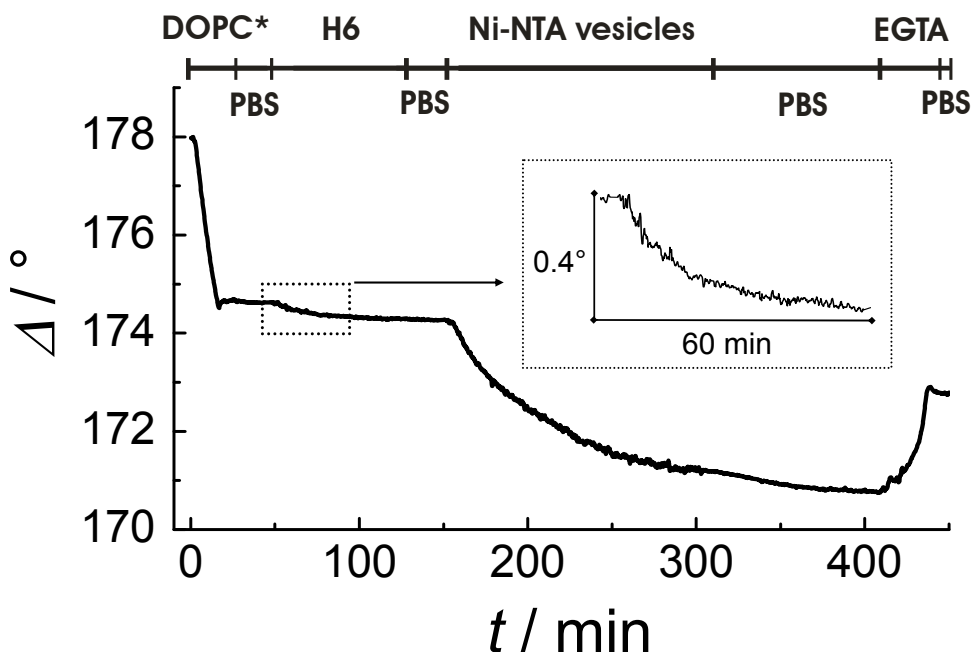 DOPC* H6 Ni-NTA vesicles EGTA
PBS PBS PBS PBS
178
176
174
172
170
Δ / °
0.4°
60 min
0 100 200 300 400
t / min